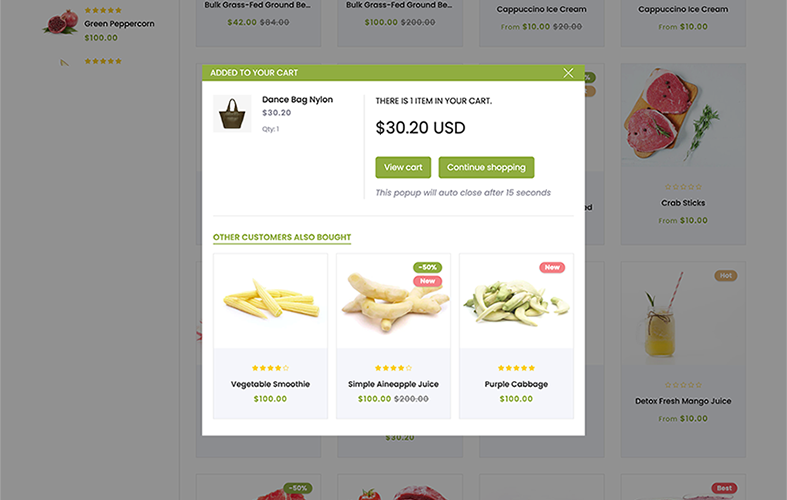 Green Peppercorn
$100.00
Bulk Grass-Fed Ground Be...
$42.00 $84.00
Bulk Grass-Fed Ground Be...
$100.00 $200.00
Cappuccino Ice Cream
From $10.00 $20.00
Cappuccino Ice Cream
From $10.00
ADDED TO YOUR CART
Dance Bag Nylon
$30.20
Qty: 1
THERE IS 1 ITEM IN YOUR CART.
$30.20 USD
View cart
Continue shopping
This popup will auto close after 15 seconds
OTHER CUSTOMERS ALSO BOUGHT
Vegetable Smoothie
$100.00
-50%
New
Simple Aineapple Juice
$100.00 $200.00
New
Purple Cabbage
$100.00
Crab Sticks
From $10.00
Hot
Detox Fresh Mango Juice
From $10.00
$30.20
-50%
Best